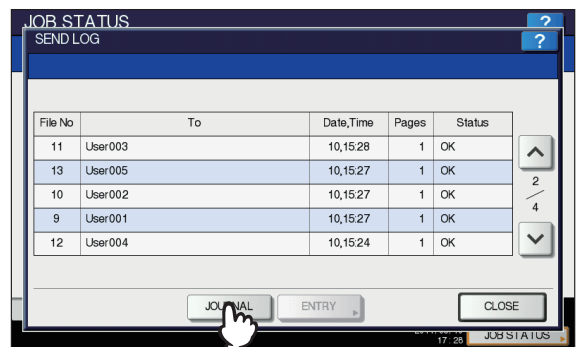 JOB STATUS ?
SEND LOG ?
File No To Date,Time Pages Status
11 User003 10,15:28 1 OK
13 User005 10,15:27 1 OK
10 User002 10,15:27 1 OK
9 User001 10,15:27 1 OK
12 User004 10,15:24 1 OK
2
/
4
JOURNAL ENTRY CLOSE
17:28 JOB STATUS